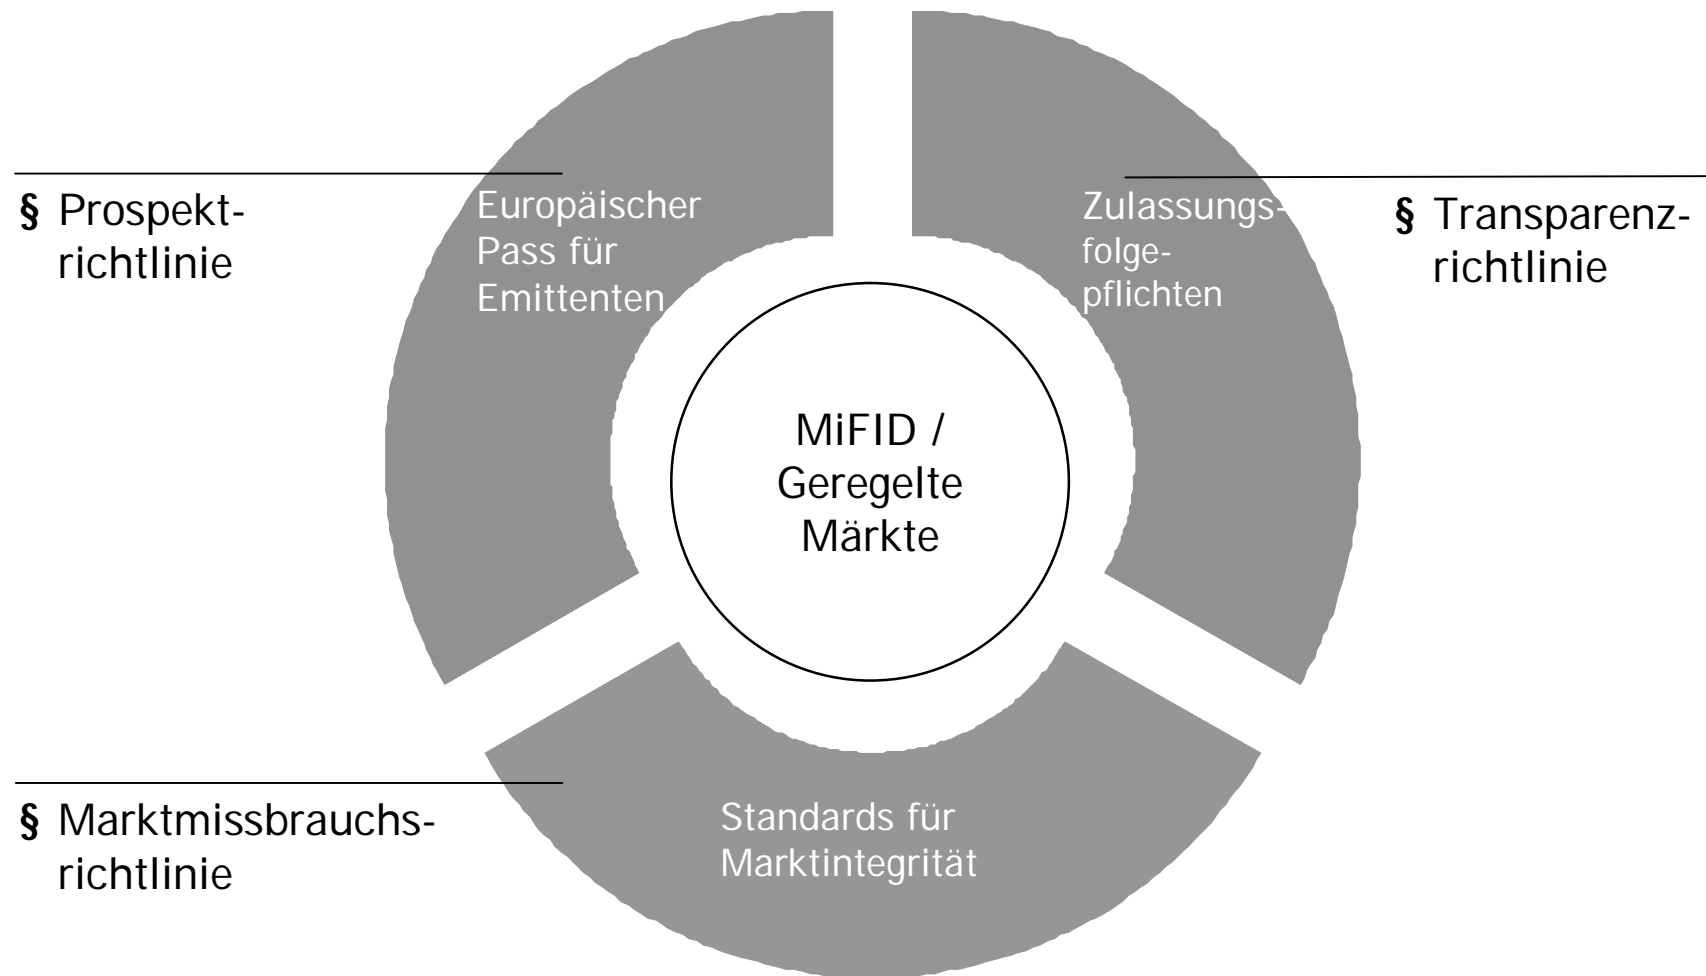 § Prospekt-
richtlinie
Europäischer
Pass für
Emittenten
Zulassungs-
folge-
pflichten
§ Transparenz-
richtlinie
MiFID /
Geregelte
Märkte
§ Marktmissbrauchs-
richtlinie
Standards für
Marktintegrität